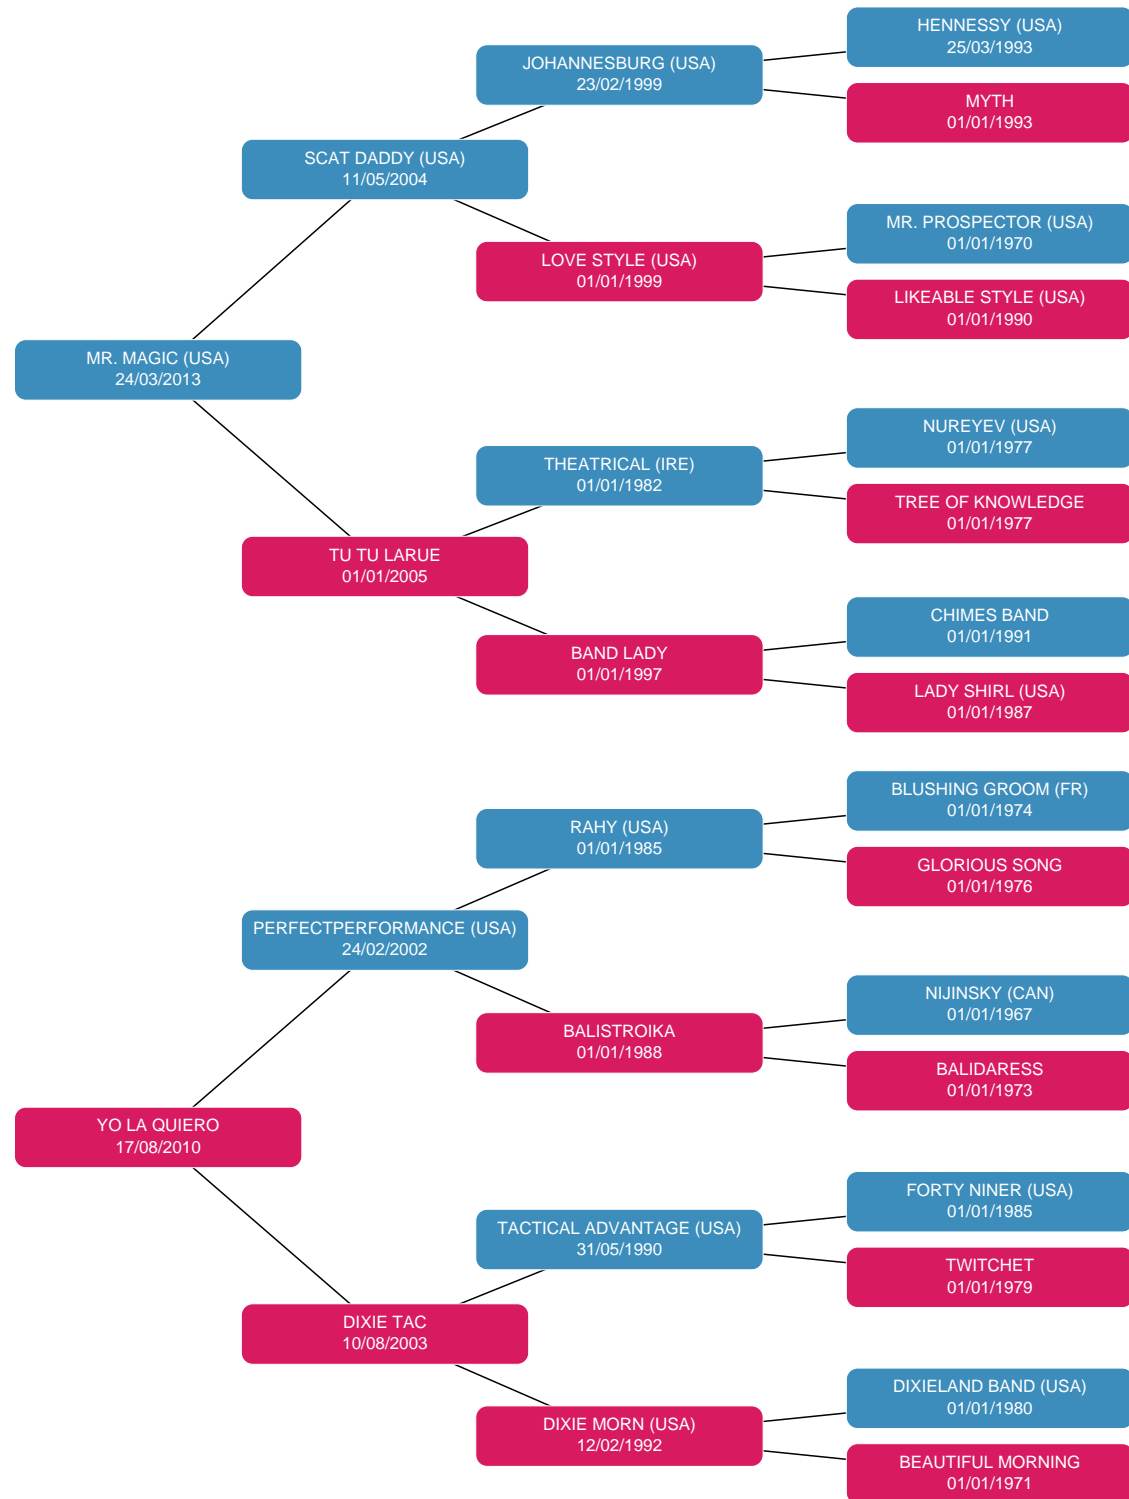 HENNESSY (USA)
25/03/1993
JOHANNESBURG (USA)
23/02/1999
MYTH
01/01/1993
SCAT DADDY (USA)
11/05/2004
MR. PROSPECTOR (USA)
01/01/1970
LOVE STYLE (USA)
01/01/1999
LIKEABLE STYLE (USA)
01/01/1990
MR. MAGIC (USA)
24/03/2013
NUREYEV (USA)
01/01/1977
THEATRICAL (IRE)
01/01/1982
TREE OF KNOWLEDGE
01/01/1977
TU TU LARUE
01/01/2005
CHIMES BAND
01/01/1991
BAND LADY
01/01/1997
LADY SHIRL (USA)
01/01/1987
BLUSHING GROOM (FR)
01/01/1974
RAHY (USA)
01/01/1985
GLORIOUS SONG
01/01/1976
PERFECTPERFORMANCE (USA)
24/02/2002
NIJINSKY (CAN)
01/01/1967
BALISTROIKA
01/01/1988
BALIDARESS
01/01/1973
YO LA QUIERO
17/08/2010
FORTY NINER (USA)
01/01/1985
TACTICAL ADVANTAGE (USA)
31/05/1990
TWITCHET
01/01/1979
DIXIE TAC
10/08/2003
DIXIELAND BAND (USA)
01/01/1980
DIXIE MORN (USA)
12/02/1992
BEAUTIFUL MORNING
01/01/1971